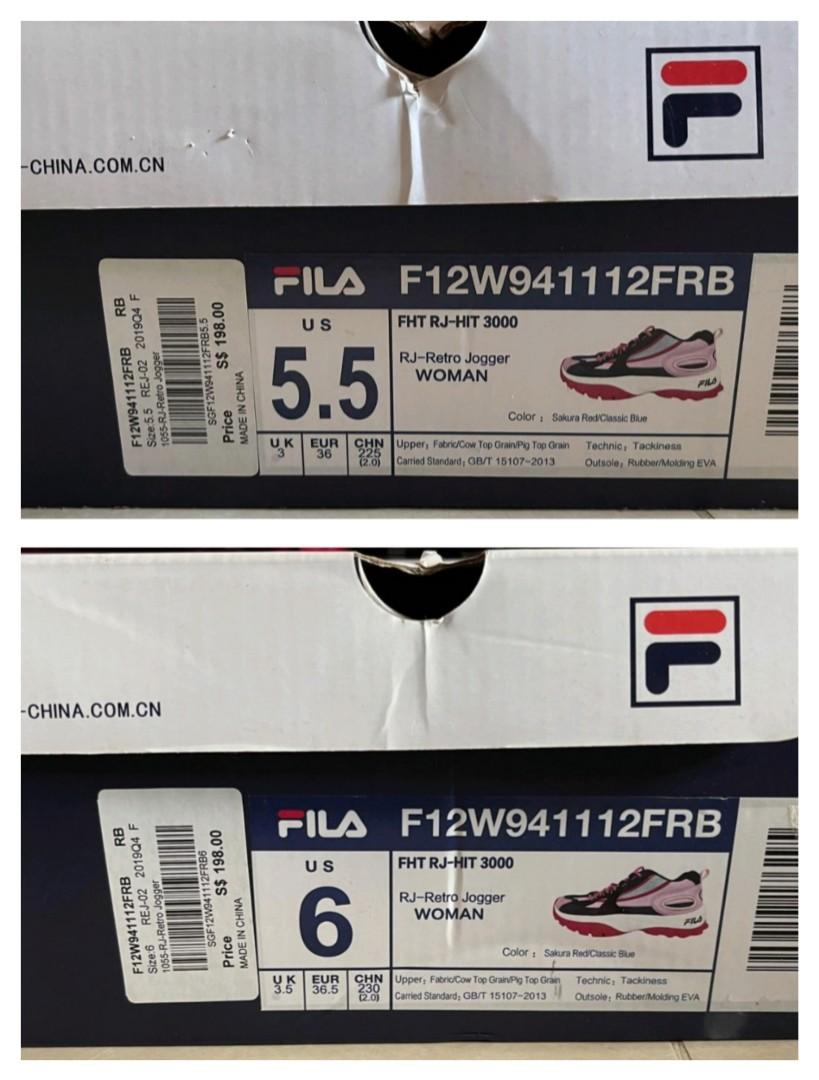 -CHINA.COM.CN
F12W941112FRB RB
Size:5.5 REJ-02 2019Q4 F
1055-RJ-Retro Jogger
SGF12W941112FRB5.5
Price S$ 198.00
MADE IN CHINA
FILA F12W941112FRB
US
5.5
FHT RJ-HIT 3000
RJ-Retro Jogger
WOMAN
FILA
Color : Sakura Red/Classic Blue
UK
3
EUR
36
CHN
225
(2.0)
Upper: Fabric/Cow Top Grain/Pig Top Grain Technic: Tackiness
Carried Standard: GB/T 15107-2013 Outsole: Rubber/Molding EVA
-CHINA.COM.CN
F12W941112FRB RB
Size:6 REJ-02 2019Q4 F
1055-RJ-Retro Jogger
SGF12W941112FRB6
Price S$ 198.00
MADE IN CHINA
FILA F12W941112FRB
US
6
FHT RJ-HIT 3000
RJ-Retro Jogger
WOMAN
FILA
Color : Sakura Red/Classic Blue
UK
3.5
EUR
36.5
CHN
230
(2.0)
Upper: Fabric/Cow Top Grain/Pig Top Grain Technic: Tackiness
Carried Standard: GB/T 15107-2013 Outsole: Rubber/Molding EVA